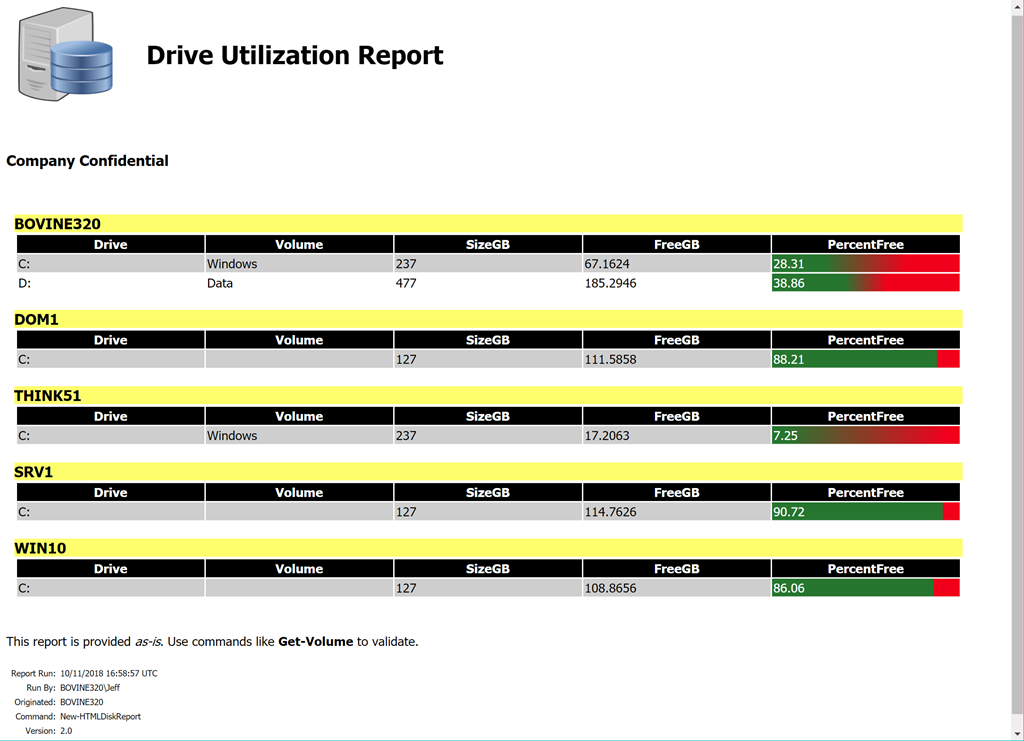 Drive Utilization Report
Company Confidential
BOVINE320
Drive Volume SizeGB FreeGB PercentFree
C: Windows 237 67.1624 28.31
D: Data 477 185.2946 38.86
DOM1
Drive Volume SizeGB FreeGB PercentFree
C: 127 111.5858 88.21
THINK51
Drive Volume SizeGB FreeGB PercentFree
C: Windows 237 17.2063 7.25
SRV1
Drive Volume SizeGB FreeGB PercentFree
C: 127 114.7626 90.72
WIN10
Drive Volume SizeGB FreeGB PercentFree
C: 127 108.8656 86.06
This report is provided as-is. Use commands like Get-Volume to validate.
Report Run: 10/11/2018 16:58:57 UTC
Run By: BOVINE320\Jeff
Originated: BOVINE320
Command: New-HTMLDiskReport
Version: 2.0